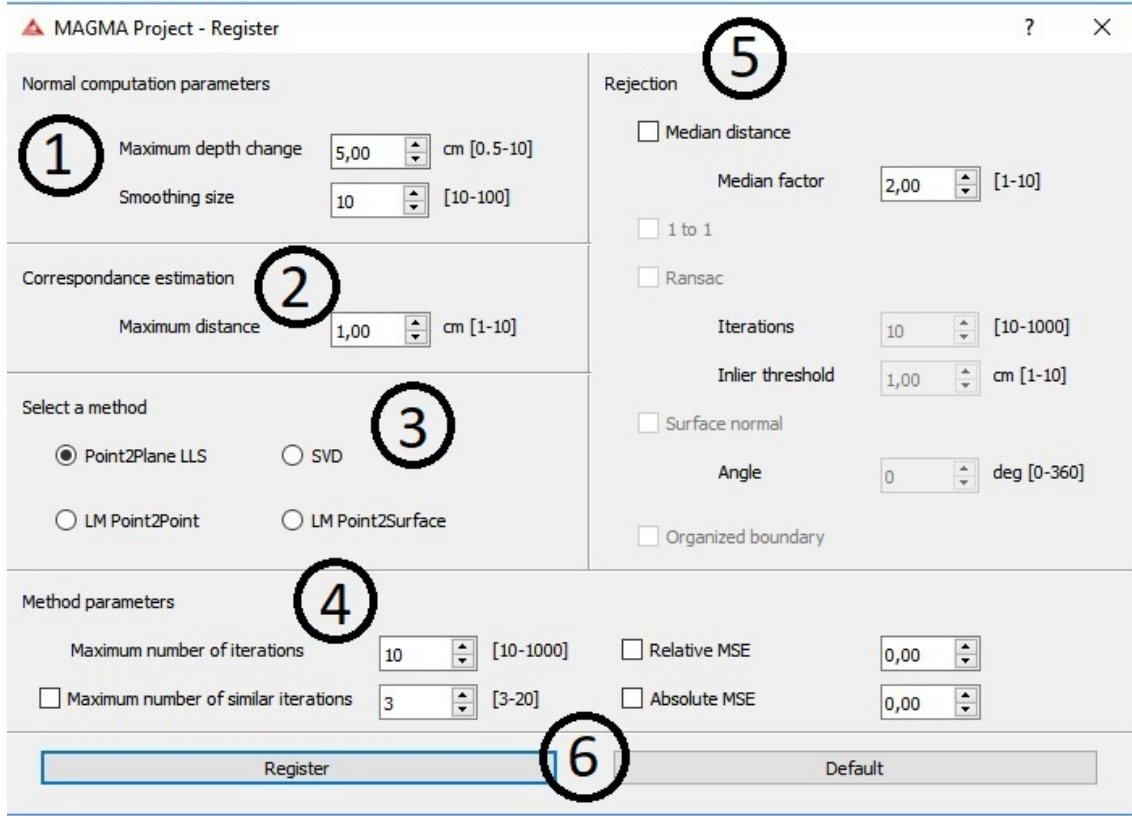 MAGMA Project - Register ?
Normal computation parameters
1
Maximum depth change 5,00 cm [0.5-10]
Smoothing size 10 [10-100]
Correspondance estimation
2
Maximum distance 1,00 cm [1-10]
Select a method
3
Point2Plane LLS SVD
LM Point2Point LM Point2Surface
5
Rejection
Median distance
Median factor 2,00 [1-10]
1 to 1
Ransac
Iterations 10 [10-1000]
Inlier threshold 1,00 cm [1-10]
Surface normal
Angle 0 deg [0-360]
Organized boundary
Method parameters
4
Maximum number of iterations 10 [10-1000] Relative MSE 0,00
Maximum number of similar iterations 3 [3-20] Absolute MSE 0,00
6
Register Default